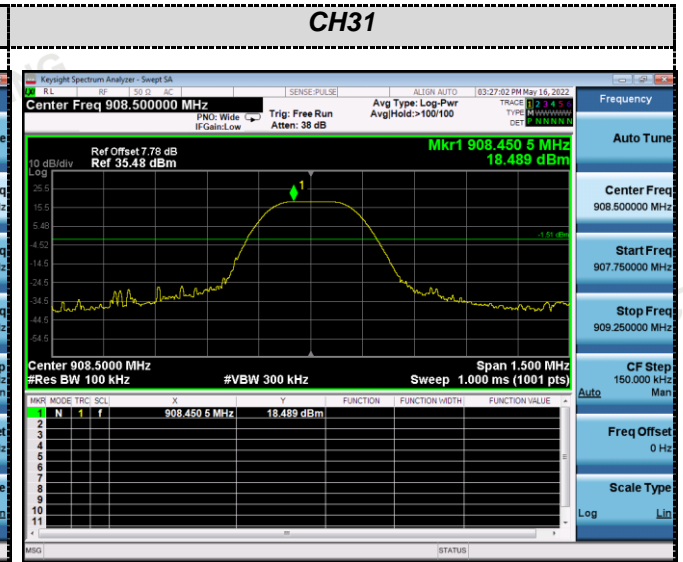 CH31
Keysight Spectrum Analyzer - Swept SA
RL RF 50 Ω AC SENSE:PULSE ALIGN AUTO 03:27:02 PM May 16, 2022
Center Freq 908.500000 MHz
PNO: Wide Trig: Free Run
IFGain:Low Atten: 38 dB
Avg Type: Log-Pwr
Avg|Hold:>100/100
TRACE 1 2 3 4 5 6
TYPE M WWWWW
DET P N N N N N
Frequency
Ref Offset 7.78 dB
10 dB/div Ref 35.48 dBm
Log
Mkr1 908.450 5 MHz
18.489 dBm
1
25.5
15.5
5.48
-4.52
-14.5
-24.5
-34.5
-44.5
-54.5
-1.51 dBm
Center 908.5000 MHz Span 1.500 MHz
#Res BW 100 kHz #VBW 300 kHz Sweep 1.000 ms (1001 pts)
MKR MODE TRC SCL X Y FUNCTION FUNCTION WIDTH FUNCTION VALUE
1 N 1 f 908.450 5 MHz 18.489 dBm
2
3
4
5
6
7
8
9
10
11
MSG STATUS
Auto Tune
Center Freq
908.500000 MHz
Start Freq
907.750000 MHz
Stop Freq
909.250000 MHz
CF Step
150.000 kHz
Auto Man
Freq Offset
0 Hz
Scale Type
Log Lin